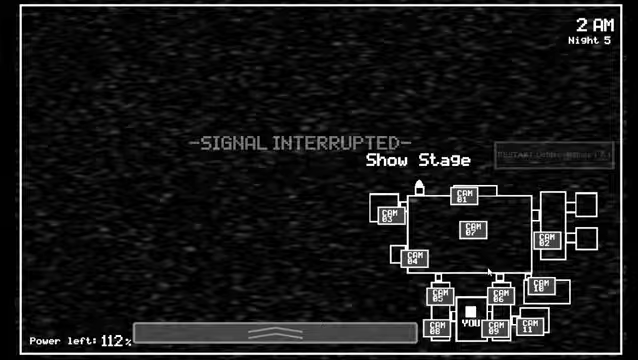 2 AM
Night 5
-SIGNAL INTERRUPTED-
Show Stage
CAM 01
CAM 03
CAM 07
CAM 02
CAM 04
CAM 10
CAM 05
CAM 06
YOU
CAM 08
CAM 09
CAM 11
Power left: 112%